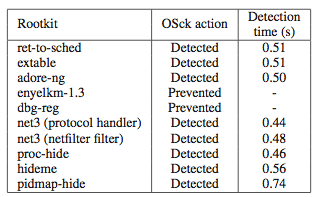 Rootkit OSck action Detection time (s)
ret-to-sched Detected 0.51
extable Detected 0.51
adore-ng Detected 0.50
enyelkm-1.3 Prevented -
dbg-reg Prevented -
net3 (protocol handler) Detected 0.44
net3 (netfilter filter) Detected 0.48
proc-hide Detected 0.46
hideme Detected 0.56
pidmap-hide Detected 0.74